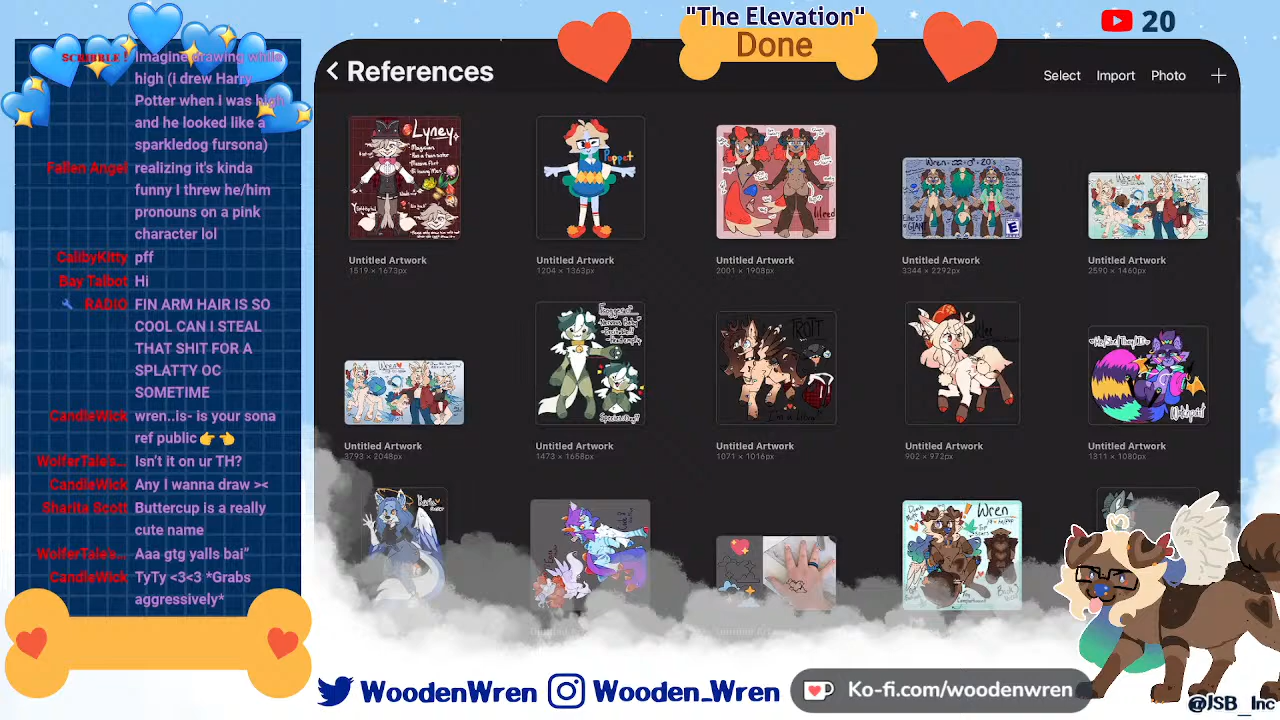 "The Elevation"
Done
20
References
Select
Import
Photo
SCRIBBLE !
Imagine drawing while
high (i drew Harry
Potter when I was high
and he looked like a
sparkledog fursona)
Fallen Angel
realizing it's kinda
funny I threw he/him
pronouns on a pink
character lol
CalibyKitty
pff
Bay Talbot
Hi
RADIO
FIN ARM HAIR IS SO
COOL CAN I STEAL
THAT SHIT FOR A
SPLATTY OC
SOMETIME
CandleWick
wren..is- is your sona
ref public 👉👈
WolferTale's...
Isn't it on ur TH?
CandleWick
Any I wanna draw ><
Sharita Scott
Buttercup is a really
cute name
WolferTale's...
Aaa gtg yalls bai"
CandleWick
TyTy <3<3 *Grabs
aggressively*
Lyney
Puppet
Untitled Artwork
1519 × 1673px
Untitled Artwork
1204 × 1363px
Untitled Artwork
2001 × 1908px
Untitled Artwork
3344 × 2292px
Untitled Artwork
2590 × 1460px
TROTT
Untitled Artwork
3793 × 2048px
Untitled Artwork
1473 × 1658px
Untitled Artwork
1071 × 1016px
Untitled Artwork
902 × 972px
Untitled Artwork
1311 × 1080px
Wren
WoodenWren
Wooden_Wren
Ko-fi.com/woodenwren
@JSB_Inc